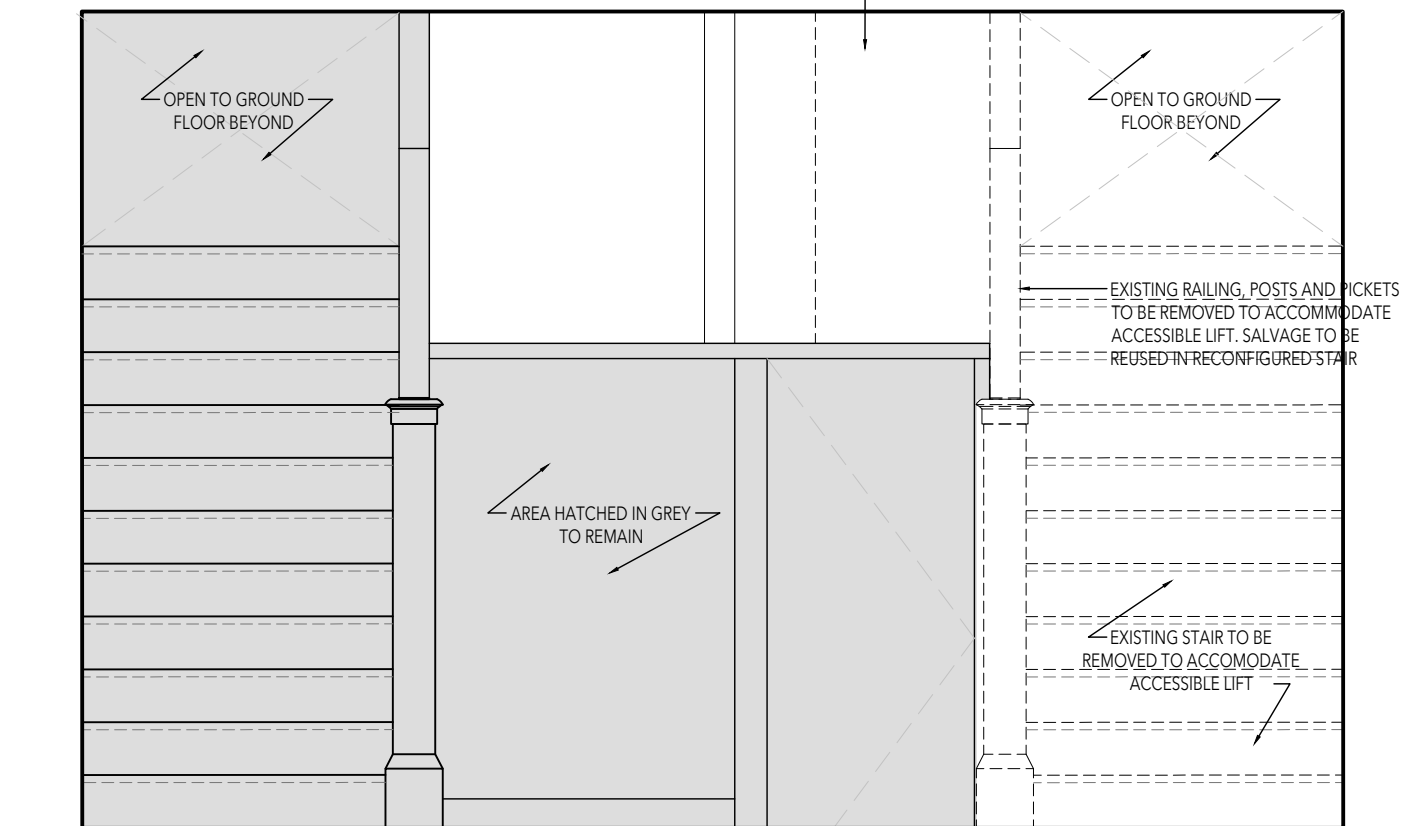 OPEN TO GROUND
FLOOR BEYOND
OPEN TO GROUND
FLOOR BEYOND
EXISTING RAILING, POSTS AND PICKETS
TO BE REMOVED TO ACCOMMODATE
ACCESSIBLE LIFT. SALVAGE TO BE
REUSED IN RECONFIGURED STAIR
AREA HATCHED IN GREY
TO REMAIN
EXISTING STAIR TO BE
REMOVED TO ACCOMODATE
ACCESSIBLE LIFT